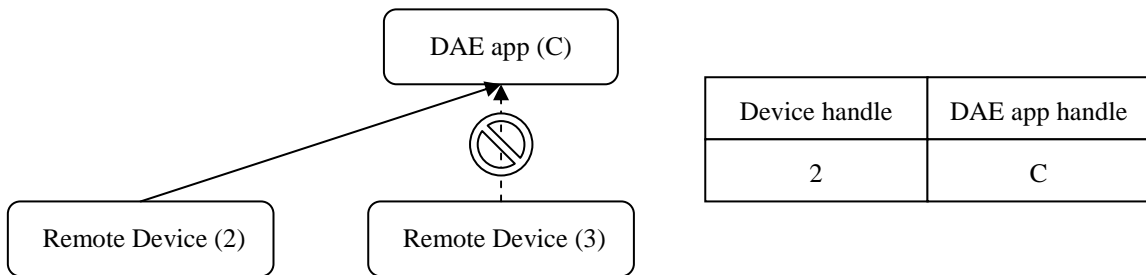 DAE app (C)
Device handle DAE app handle
2 C
Remote Device (2) Remote Device (3)